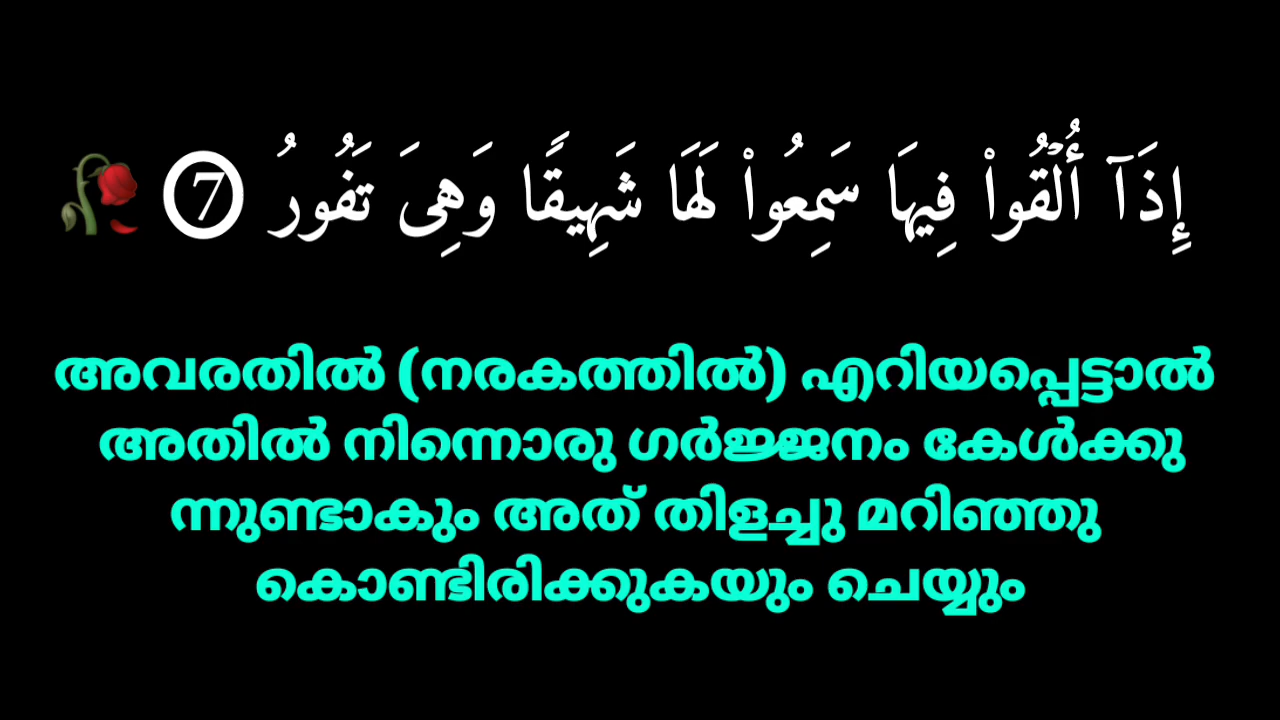 إِذَآ أُلۡقُواْ فِيهَا سَمِعُواْ لَهَا شَهِيقًا وَهِىَ تَفُورُ 7
അവരതിൽ (നരകത്തിൽ) എറിയപ്പെട്ടാൽ
അതിൽ നിന്നൊരു ഗർജ്ജനം കേൾക്കു
ന്നുണ്ടാകും അത് തിളച്ചു മറിഞ്ഞു
കൊണ്ടിരിക്കുകയും ചെയ്യും